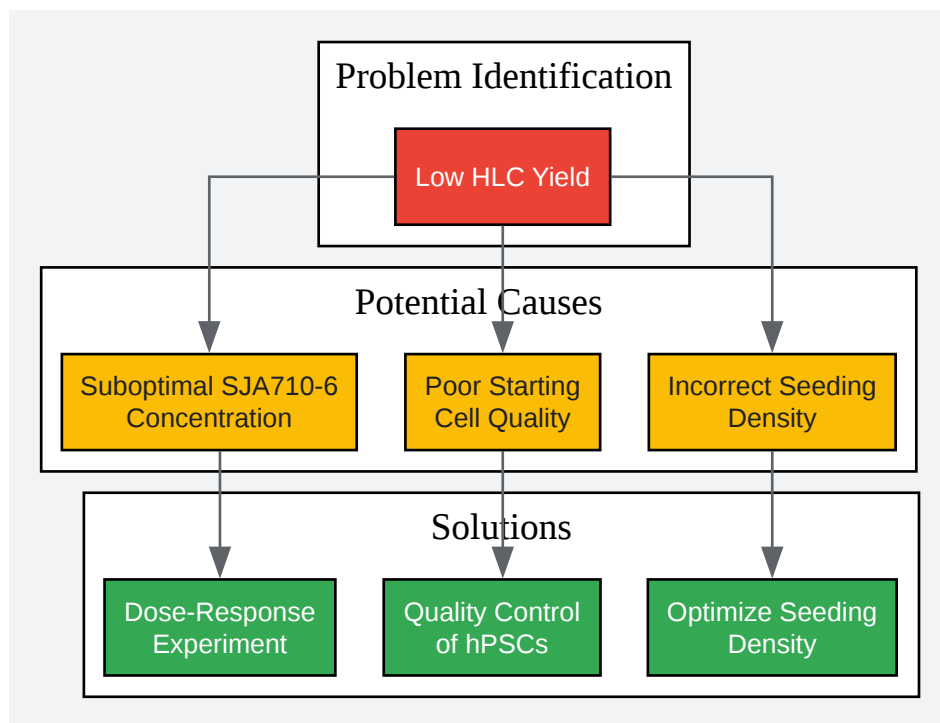 Problem Identification
Low HLC Yield
Potential Causes
Suboptimal SJA710-6
Concentration
Poor Starting
Cell Quality
Incorrect Seeding
Density
Solutions
Dose-Response
Experiment
Quality Control
of hPSCs
Optimize Seeding
Density